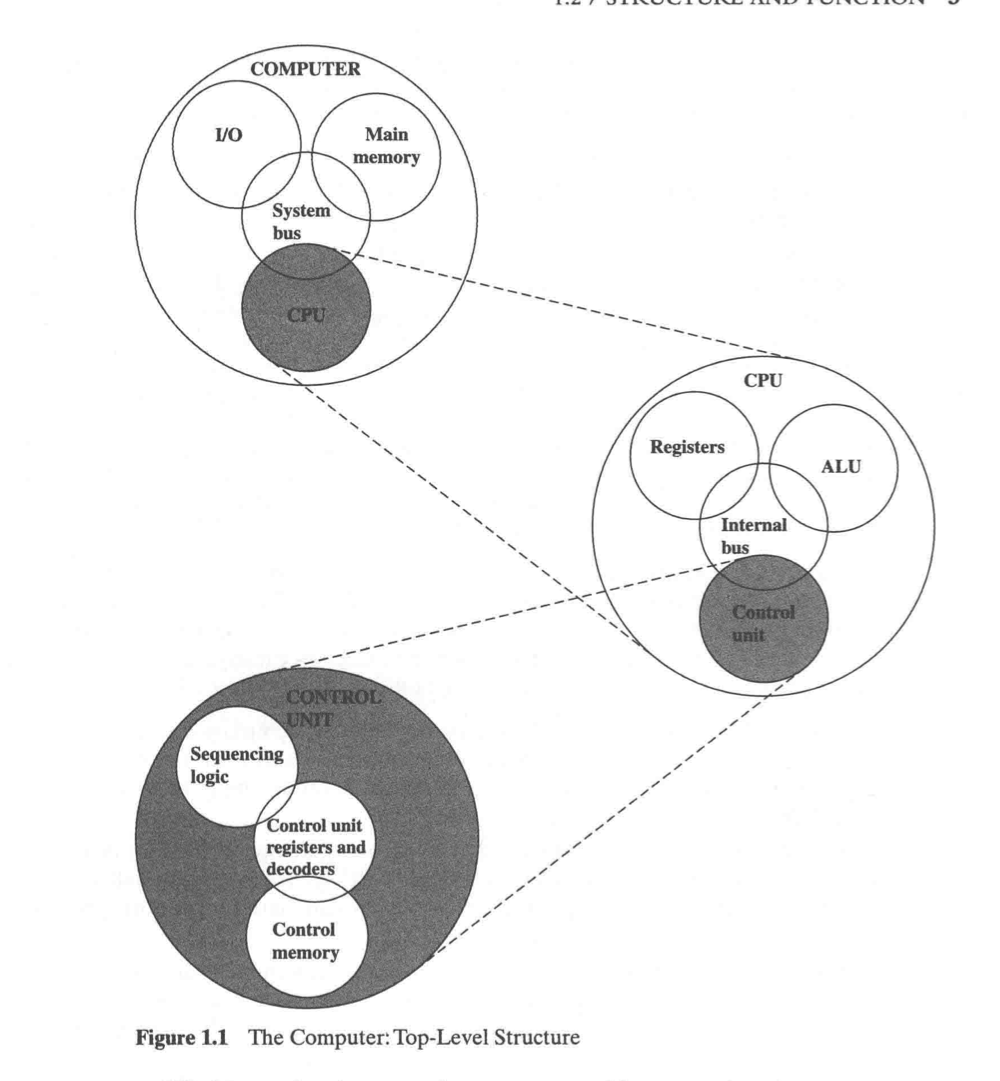 1.2 / STRUCTURE AND FUNCTION
COMPUTER
I/O
Main
memory
System
bus
CPU
CPU
Registers
ALU
Internal
bus
Control
unit
CONTROL
UNIT
Sequencing
logic
Control unit
registers and
decoders
Control
memory
Figure 1.1 The Computer: Top-Level Structure